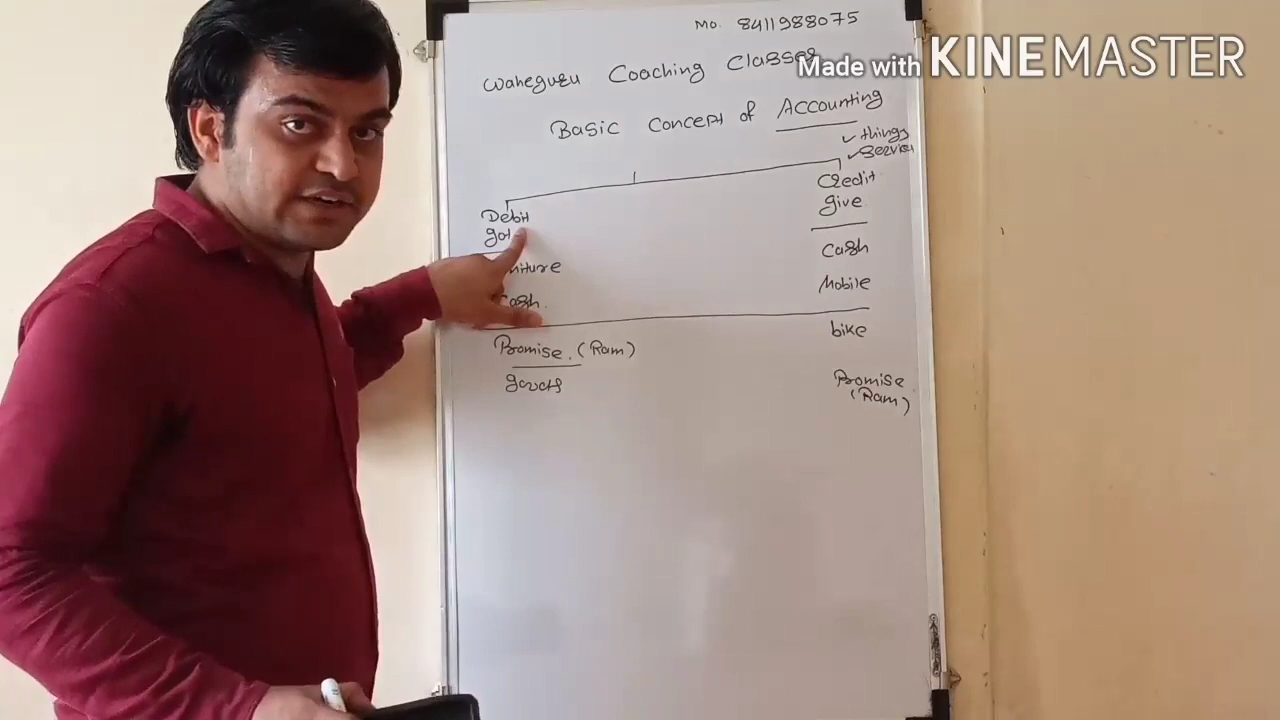 Mo. 8411988075
Made with KINEMASTER
Waheguru Coaching Classes
Basic Concept of Accounting
✓ things
✓
Debit
Credit
give
Cash
Cash
Mobile
bike
Promise. (Ram)
Promise
(Ram)